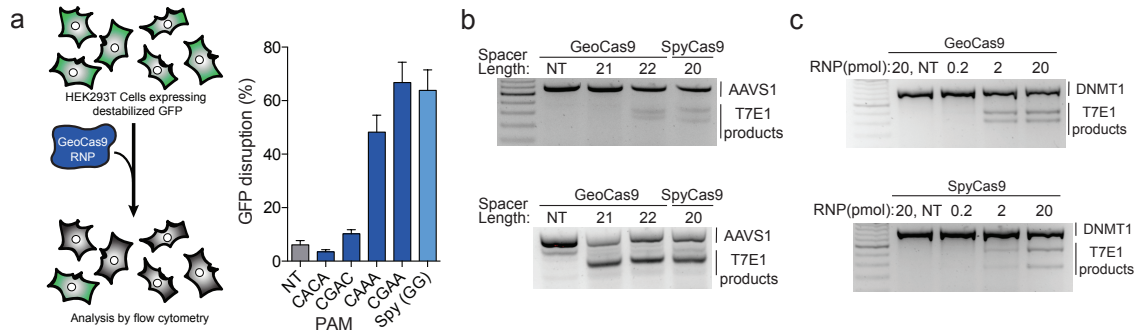 a
HEK293T Cells expressing
destabilized GFP
GeoCas9
RNP
Analysis by flow cytometry
GFP disruption (%)
80
60
40
20
0
NT
CACA
CGAC
CAAA
CGAA
Spy (GG)
PAM
b
GeoCas9 SpyCas9
Spacer
Length: NT 21 22 20
AAVS1
T7E1
products
GeoCas9 SpyCas9
Spacer
Length: NT 21 22 20
AAVS1
T7E1
products
c
GeoCas9
RNP(pmol): 20, NT 0.2 2 20
DNMT1
T7E1
products
SpyCas9
RNP(pmol): 20, NT 0.2 2 20
DNMT1
T7E1
products